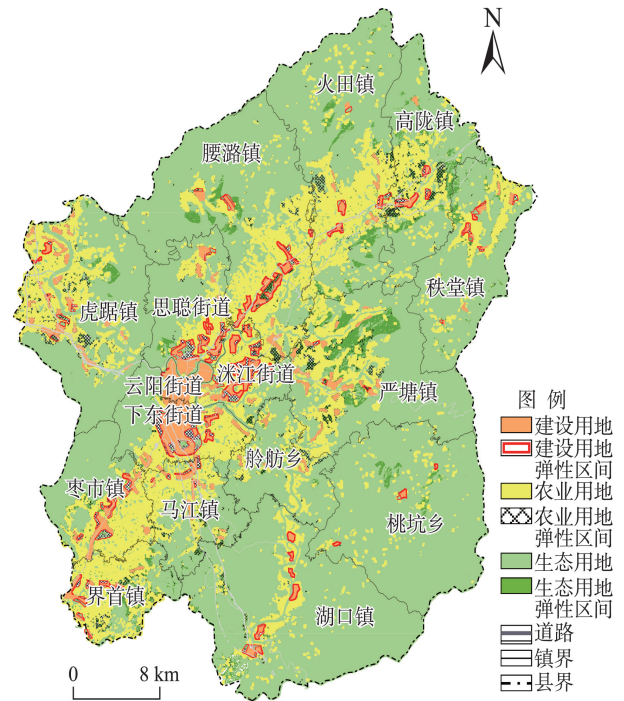 N
火田镇
高陇镇
腰潞镇
秩堂镇
虎踞镇
思聪街道
洣江街道
云阳街道
严塘镇
下东街道
舲舫乡
枣市镇
马江镇
桃坑乡
界首镇
湖口镇
0 8 km
图 例
建设用地
建设用地
弹性区间
农业用地
农业用地
弹性区间
生态用地
生态用地
弹性区间
道路
镇界
县界